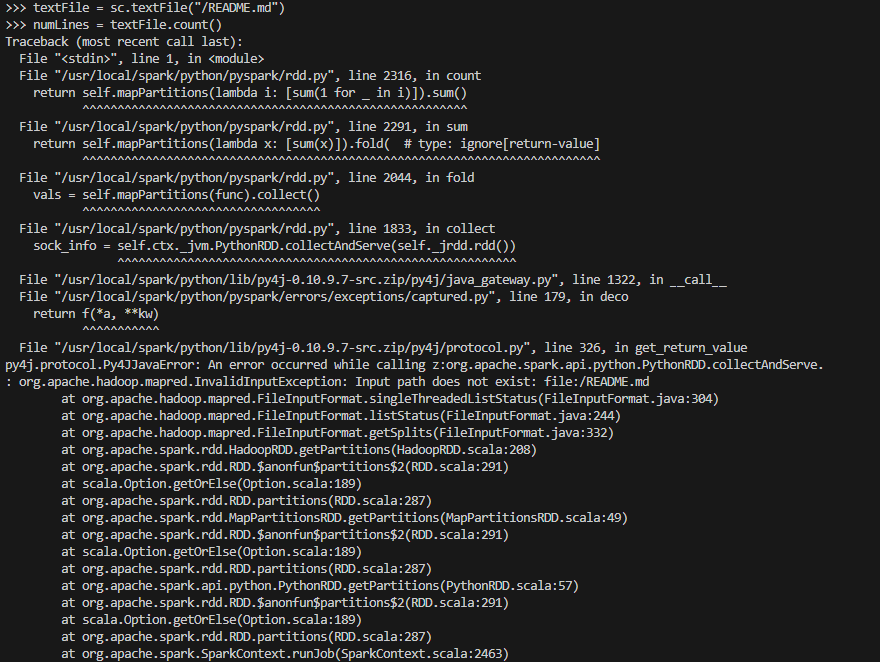 >>> textFile = sc.textFile("/README.md")
>>> numLines = textFile.count()
Traceback (most recent call last):
  File "<stdin>", line 1, in <module>
  File "/usr/local/spark/python/pyspark/rdd.py", line 2316, in count
    return self.mapPartitions(lambda i: [sum(1 for _ in i)]).sum()
           ^^^^^^^^^^^^^^^^^^^^^^^^^^^^^^^^^^^^^^^^^^^^^^^^^^^^^^^
  File "/usr/local/spark/python/pyspark/rdd.py", line 2291, in sum
    return self.mapPartitions(lambda x: [sum(x)]).fold(  # type: ignore[return-value]
           ^^^^^^^^^^^^^^^^^^^^^^^^^^^^^^^^^^^^^^^^^^^^^^^^^^^^^^^^^^^^^^^^^^^^^^^^^^
  File "/usr/local/spark/python/pyspark/rdd.py", line 2044, in fold
    vals = self.mapPartitions(func).collect()
           ^^^^^^^^^^^^^^^^^^^^^^^^^^^^^^^^^^
  File "/usr/local/spark/python/pyspark/rdd.py", line 1833, in collect
    sock_info = self.ctx._jvm.PythonRDD.collectAndServe(self._jrdd.rdd())
                ^^^^^^^^^^^^^^^^^^^^^^^^^^^^^^^^^^^^^^^^^^^^^^^^^^^^^^^^^
  File "/usr/local/spark/python/lib/py4j-0.10.9.7-src.zip/py4j/java_gateway.py", line 1322, in __call__
  File "/usr/local/spark/python/pyspark/errors/exceptions/captured.py", line 179, in deco
    return f(*a, **kw)
           ^^^^^^^^^^^
  File "/usr/local/spark/python/lib/py4j-0.10.9.7-src.zip/py4j/protocol.py", line 326, in get_return_value
py4j.protocol.Py4JJavaError: An error occurred while calling z:org.apache.spark.api.python.PythonRDD.collectAndServe.
: org.apache.hadoop.mapred.InvalidInputException: Input path does not exist: file:/README.md
        at org.apache.hadoop.mapred.FileInputFormat.singleThreadedListStatus(FileInputFormat.java:304)
        at org.apache.hadoop.mapred.FileInputFormat.listStatus(FileInputFormat.java:244)
        at org.apache.hadoop.mapred.FileInputFormat.getSplits(FileInputFormat.java:332)
        at org.apache.spark.rdd.HadoopRDD.getPartitions(HadoopRDD.scala:208)
        at org.apache.spark.rdd.RDD.$anonfun$partitions$2(RDD.scala:291)
        at scala.Option.getOrElse(Option.scala:189)
        at org.apache.spark.rdd.RDD.partitions(RDD.scala:287)
        at org.apache.spark.rdd.MapPartitionsRDD.getPartitions(MapPartitionsRDD.scala:49)
        at org.apache.spark.rdd.RDD.$anonfun$partitions$2(RDD.scala:291)
        at scala.Option.getOrElse(Option.scala:189)
        at org.apache.spark.rdd.RDD.partitions(RDD.scala:287)
        at org.apache.spark.api.python.PythonRDD.getPartitions(PythonRDD.scala:57)
        at org.apache.spark.rdd.RDD.$anonfun$partitions$2(RDD.scala:291)
        at scala.Option.getOrElse(Option.scala:189)
        at org.apache.spark.rdd.RDD.partitions(RDD.scala:287)
        at org.apache.spark.SparkContext.runJob(SparkContext.scala:2463)